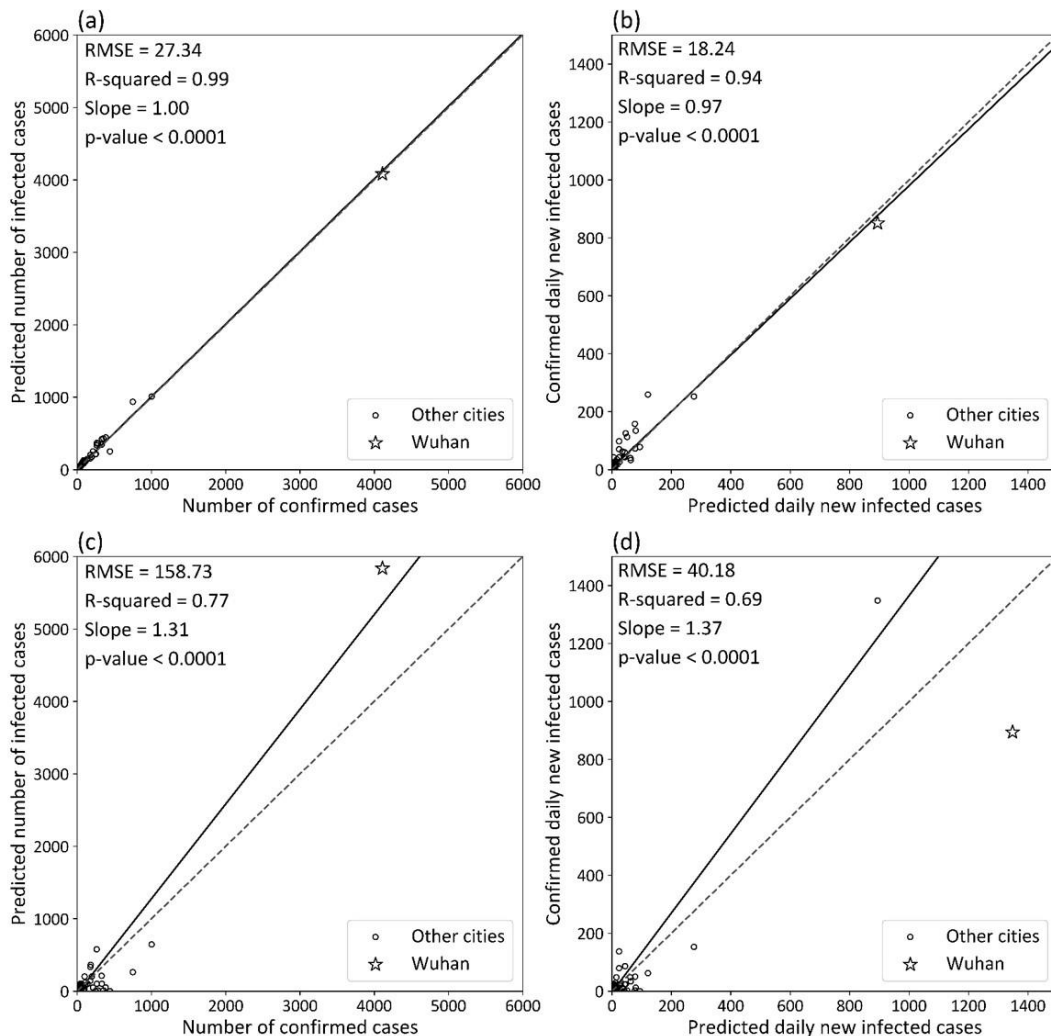 (a)
6000
5000
4000
3000
2000
1000
0
Predicted number of infected cases
RMSE = 27.34
R-squared = 0.99
Slope = 1.00
p-value < 0.0001
Other cities
Wuhan
0 1000 2000 3000 4000 5000 6000
Number of confirmed cases
(b)
1400
1200
1000
800
600
400
200
0
Confirmed daily new infected cases
RMSE = 18.24
R-squared = 0.94
Slope = 0.97
p-value < 0.0001
Other cities
Wuhan
0 200 400 600 800 1000 1200 1400
Predicted daily new infected cases
(c)
6000
5000
4000
3000
2000
1000
0
Predicted number of infected cases
RMSE = 158.73
R-squared = 0.77
Slope = 1.31
p-value < 0.0001
Other cities
Wuhan
0 1000 2000 3000 4000 5000 6000
Number of confirmed cases
(d)
1400
1200
1000
800
600
400
200
0
Confirmed daily new infected cases
RMSE = 40.18
R-squared = 0.69
Slope = 1.37
p-value < 0.0001
Other cities
Wuhan
0 200 400 600 800 1000 1200 1400
Predicted daily new infected cases